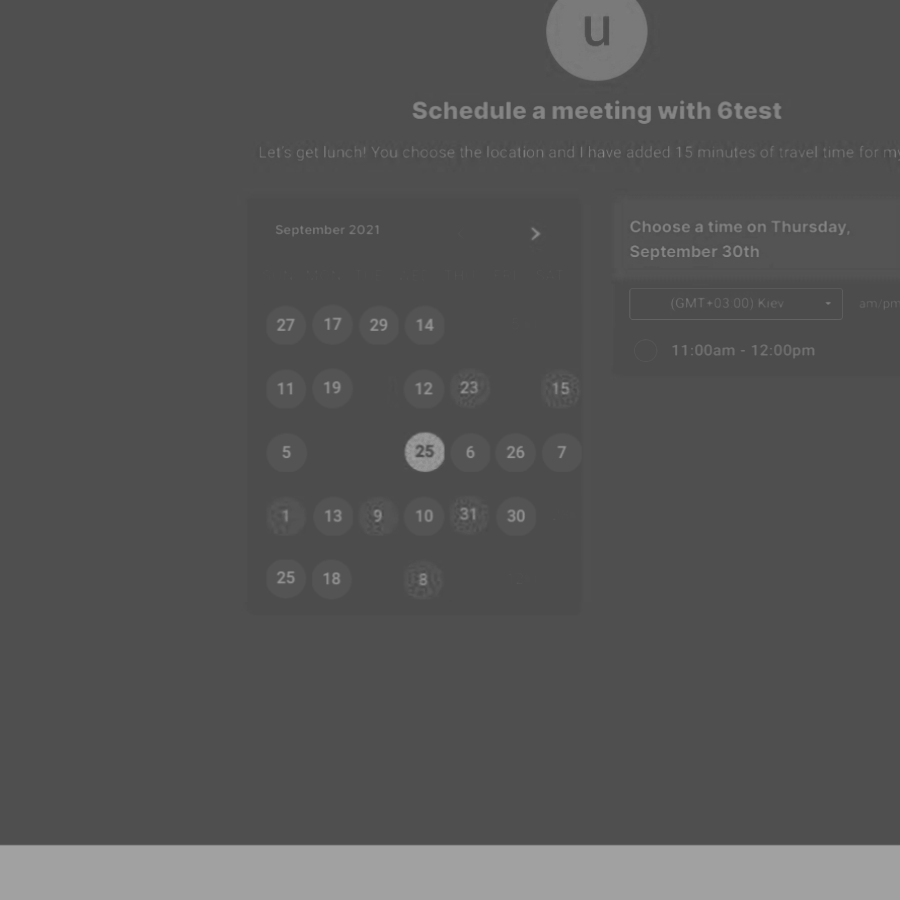 u
Schedule a meeting with 6test
Let's get lunch! You choose the location and I have added 15 minutes of travel time for my
September 2021
Choose a time on Thursday,
September 30th
(GMT+03:00) Kiev
am/pm
11:00am - 12:00pm
27 17 29 14
11 19 12 23 15
5 25 6 26 7
1 13 9 10 31 30
25 18 8